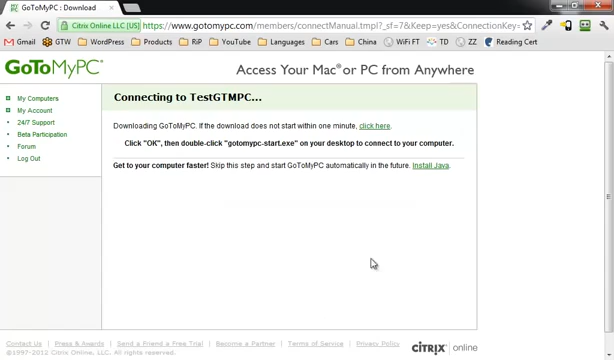 GoToMyPC : Download
Citrix Online LLC [US] https://www.gotomypc.com/members/connectManual.tmpl?_sf=7&Keep=yes&ConnectionKey=
Gmail GTW WordPress RiP YouTube Languages Cars China WiFi FT TD ZZ Reading Cert
GoToMyPC Access Your Mac® or PC from Anywhere
My Computers
My Account
24/7 Support
Beta Participation
Forum
Log Out
Connecting to TestGTMPC...
Downloading GoToMyPC. If the download does not start within one minute, click here.
Click "OK", then double-click "gotomypc-start.exe" on your desktop to connect to your computer.
Get to your computer faster! Skip this step and start GoToMyPC automatically in the future. Install Java.
Contact Us | Press & Awards | Send a Friend a Free Trial | Become a Partner | Terms of Service | Privacy Policy
©1997-2012 Citrix Online, LLC. All rights reserved.
CITRIX online